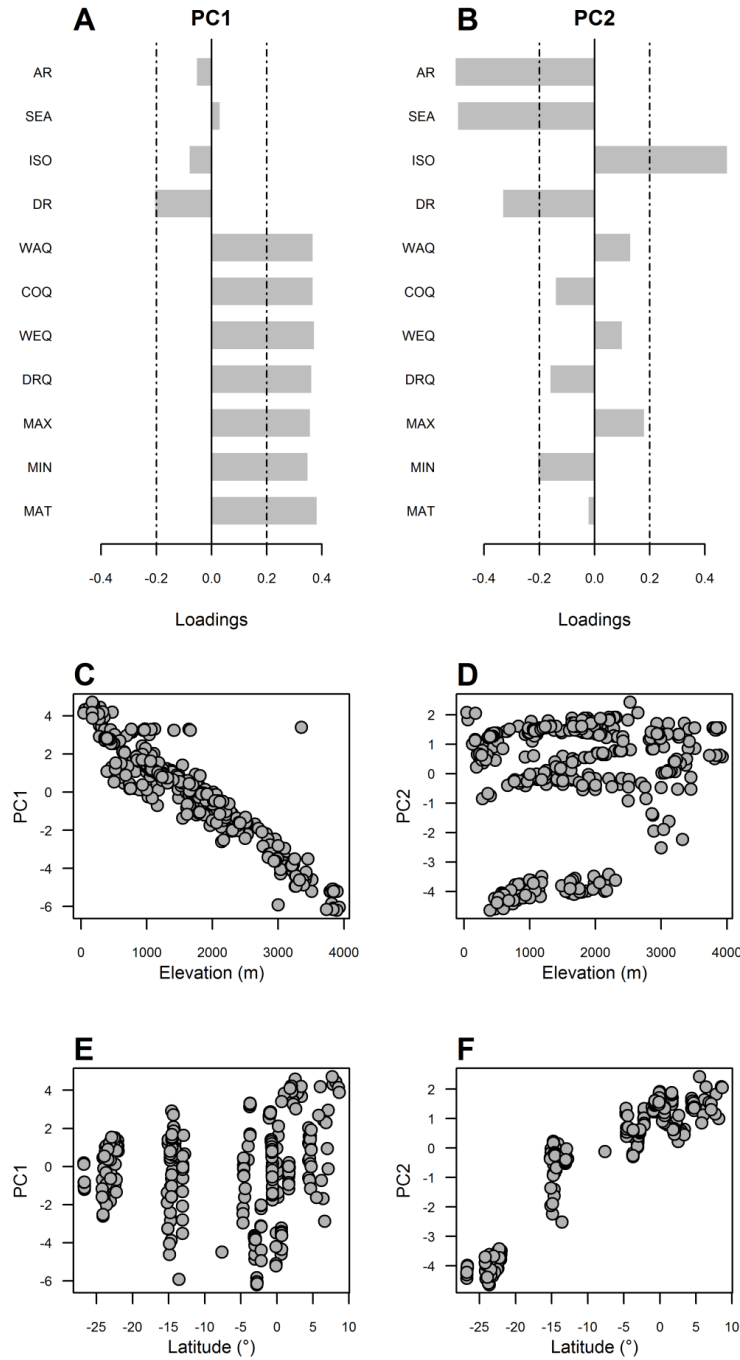 A PC1
B PC2
AR
SEA
ISO
DR
WAQ
COQ
WEQ
DRQ
MAX
MIN
MAT
-0.4 -0.2 0.0 0.2 0.4
Loadings
AR
SEA
ISO
DR
WAQ
COQ
WEQ
DRQ
MAX
MIN
MAT
-0.4 -0.2 0.0 0.2 0.4
Loadings
C
PC1
4
2
0
-2
-4
-6
0 1000 2000 3000 4000
Elevation (m)
D
PC2
2
1
0
-1
-2
-3
-4
0 1000 2000 3000 4000
Elevation (m)
E
PC1
4
2
0
-2
-4
-6
-25 -20 -15 -10 -5 0 5 10
Latitude (°)
F
PC2
2
1
0
-1
-2
-3
-4
-25 -20 -15 -10 -5 0 5 10
Latitude (°)